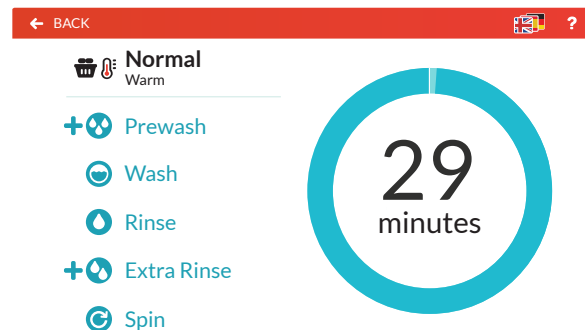 BACK
?
Normal
Warm
+ Prewash
Wash
Rinse
+ Extra Rinse
Spin
29
minutes